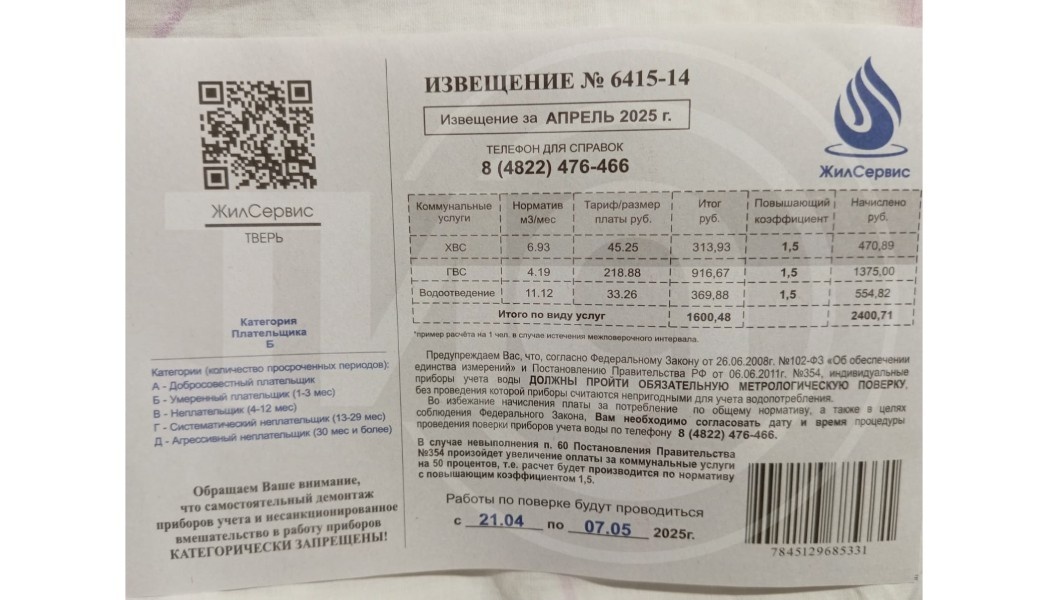 ЖилСервис
ТВЕРЬ
Категория
Плательщика
Б
Категории (количество просроченных периодов):
А - Добросовестный плательщик
Б - Умеренный плательщик (1-3 мес)
В - Неплательщик (4-12 мес)
Г - Систематический неплательщик (13-29 мес)
Д - Агрессивный неплательщик (30 мес и более)
Обращаем Ваше внимание,
что самостоятельный демонтаж
приборов учета и несанкционированное
вмешательство в работу приборов
КАТЕГОРИЧЕСКИ ЗАПРЕЩЕНЫ!
ИЗВЕЩЕНИЕ № 6415-14
Извещение за АПРЕЛЬ 2025 г.
ТЕЛЕФОН ДЛЯ СПРАВОК
8 (4822) 476-466
ЖилСервис
Коммунальные услуги Норматив м3/мес Тариф/размер платы руб. Итог руб. Повышающий коэффициент Начислено руб.
ХВС 6.93 45.25 313,93 1,5 470,89
ГВС 4.19 218.88 916,67 1,5 1375,00
Водоотведение 11.12 33.26 369,88 1,5 554,82
Итого по виду услуг 1600,48 2400,71
*пример расчёта на 1 чел. в случае истечения межповерочного интервала.
Предупреждаем Вас, что, согласно Федеральному Закону от 26.06.2008г. №102-ФЗ «Об обеспечении
единства измерений» и Постановлению Правительства РФ от 06.06.2011г. №354, индивидуальные
приборы учета воды ДОЛЖНЫ ПРОЙТИ ОБЯЗАТЕЛЬНУЮ МЕТРОЛОГИЧЕСКУЮ ПОВЕРКУ,
без проведения которой приборы считаются непригодными для учета водопотребления.
Во избежание начисления платы за потребление по общему нормативу, а также в целях
соблюдения Федерального Закона, Вам необходимо согласовать дату и время процедуры
проведения поверки приборов учета воды по телефону 8 (4822) 476-466.
В случае невыполнения п. 60 Постановления Правительства
№354 произойдет увеличение оплаты за коммунальные услуги
на 50 процентов, т.е. расчет будет производится по нормативу
с повышающим коэффициентом 1,5.
Работы по поверке будут проводиться
с 21.04 по 07.05 2025г.
7845129685331